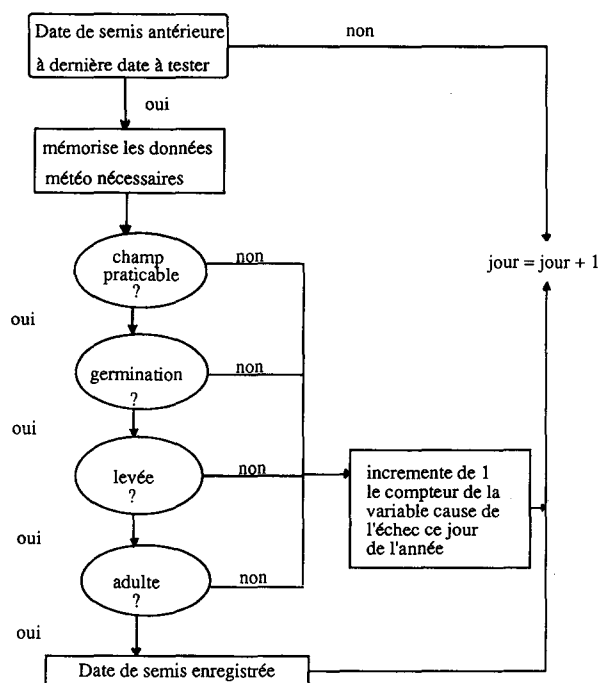 Date de semis antérieure
à dernière date à tester
non
oui
mémorise les données
météo nécessaires
champ
praticable
?
non
jour = jour + 1
oui
germination
?
non
oui
levée
?
non
incremente de 1
le compteur de la
variable cause de
l'échec ce jour
de l'année
oui
adulte
?
non
oui
Date de semis enregistrée